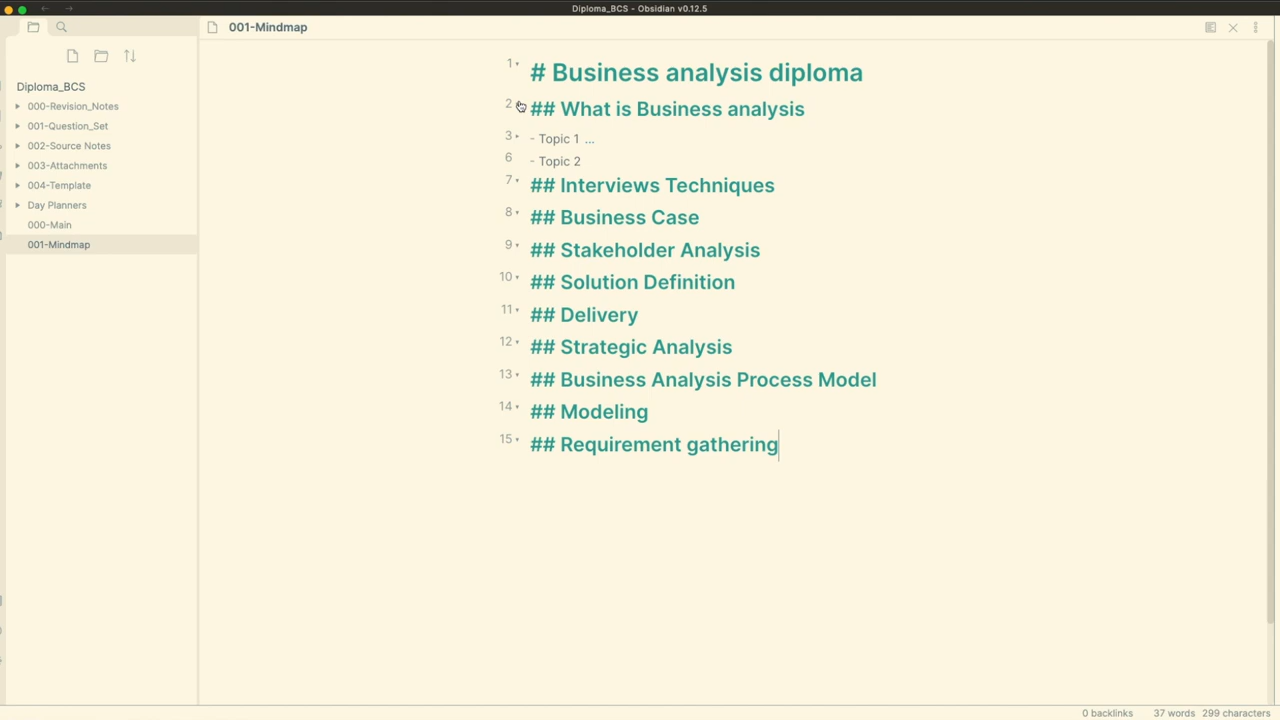 Diploma_BCS - Obsidian v0.12.5
001-Mindmap
Diploma_BCS
000-Revision_Notes
001-Question_Set
002-Source Notes
003-Attachments
004-Template
Day Planners
000-Main
001-Mindmap
1 # Business analysis diploma
2 ## What is Business analysis
3 - Topic 1 ...
6 - Topic 2
7 ## Interviews Techniques
8 ## Business Case
9 ## Stakeholder Analysis
10 ## Solution Definition
11 ## Delivery
12 ## Strategic Analysis
13 ## Business Analysis Process Model
14 ## Modeling
15 ## Requirement gathering
0 backlinks 37 words 299 characters